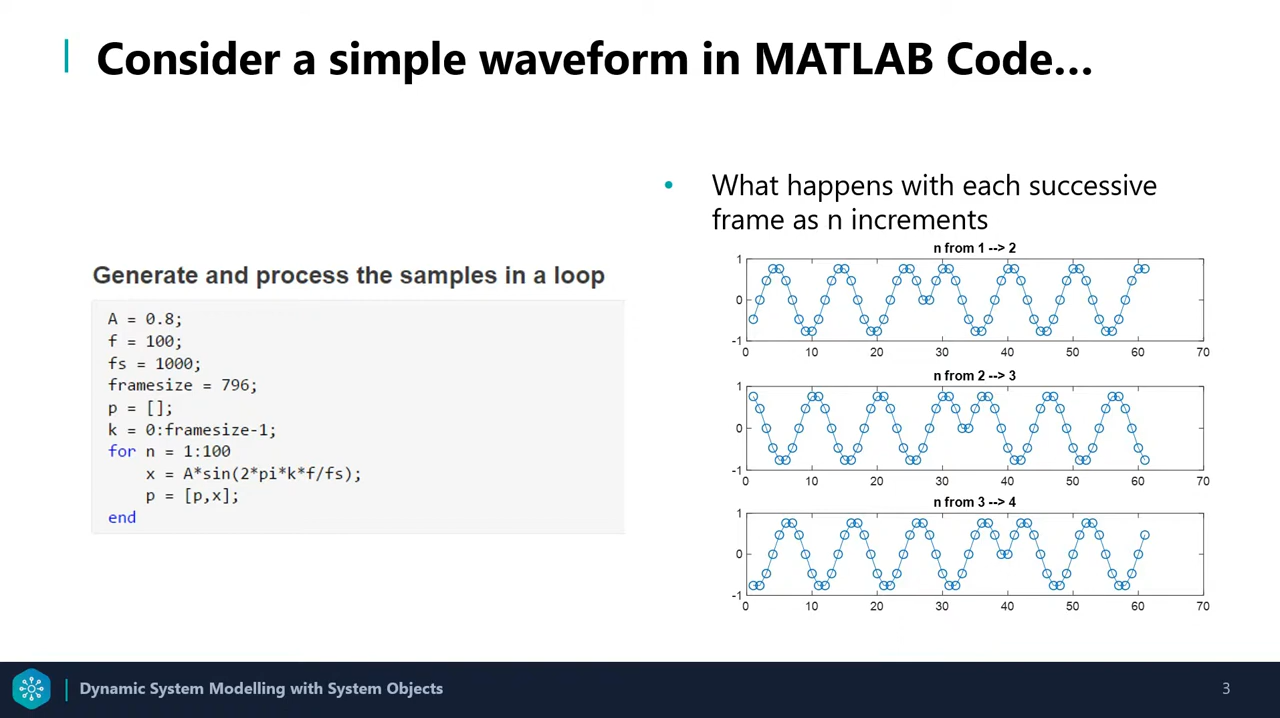 Consider a simple waveform in MATLAB Code...
• What happens with each successive
frame as n increments
Generate and process the samples in a loop
A = 0.8;
f = 100;
fs = 1000;
framesize = 796;
p = [];
k = 0:framesize-1;
for n = 1:100
x = A*sin(2*pi*k*f/fs);
p = [p,x];
end
n from 1 --> 2
1
0
-1
0 10 20 30 40 50 60 70
n from 2 --> 3
1
0
-1
0 10 20 30 40 50 60 70
n from 3 --> 4
1
0
-1
0 10 20 30 40 50 60 70
Dynamic System Modelling with System Objects
3